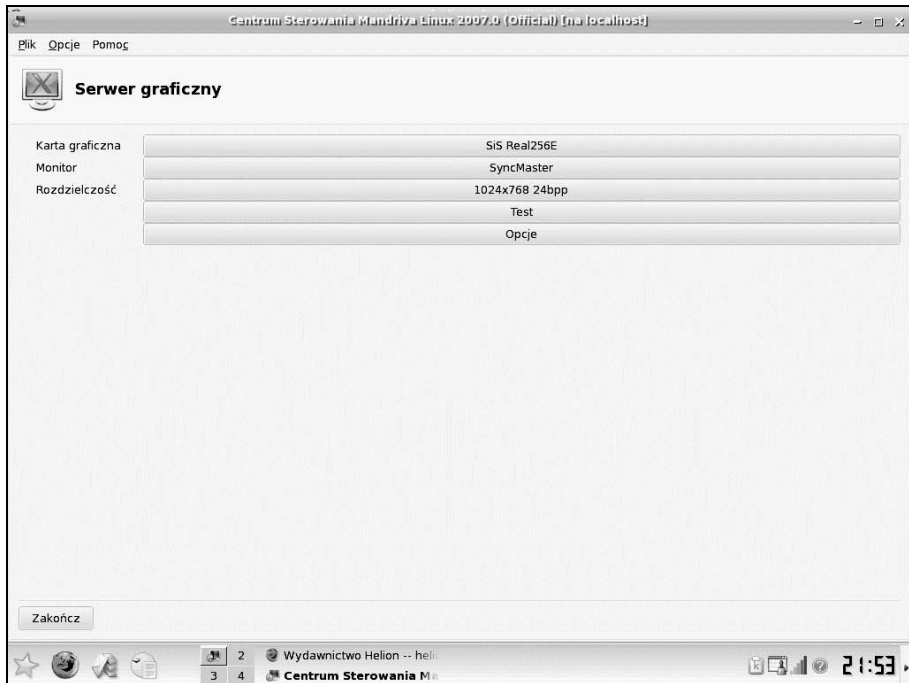 Centrum Sterowania Mandriva Linux 2007.0 (Official) [na localhost]
Plik Opcje Pomoc
Serwer graficzny
Karta graficzna SiS Real256E
Monitor SyncMaster
Rozdzielczość 1024x768 24bpp
Test
Opcje
Zakończ
2 Wydawnictwo Helion -- heli
3 4 Centrum Sterowania Ma
21:53